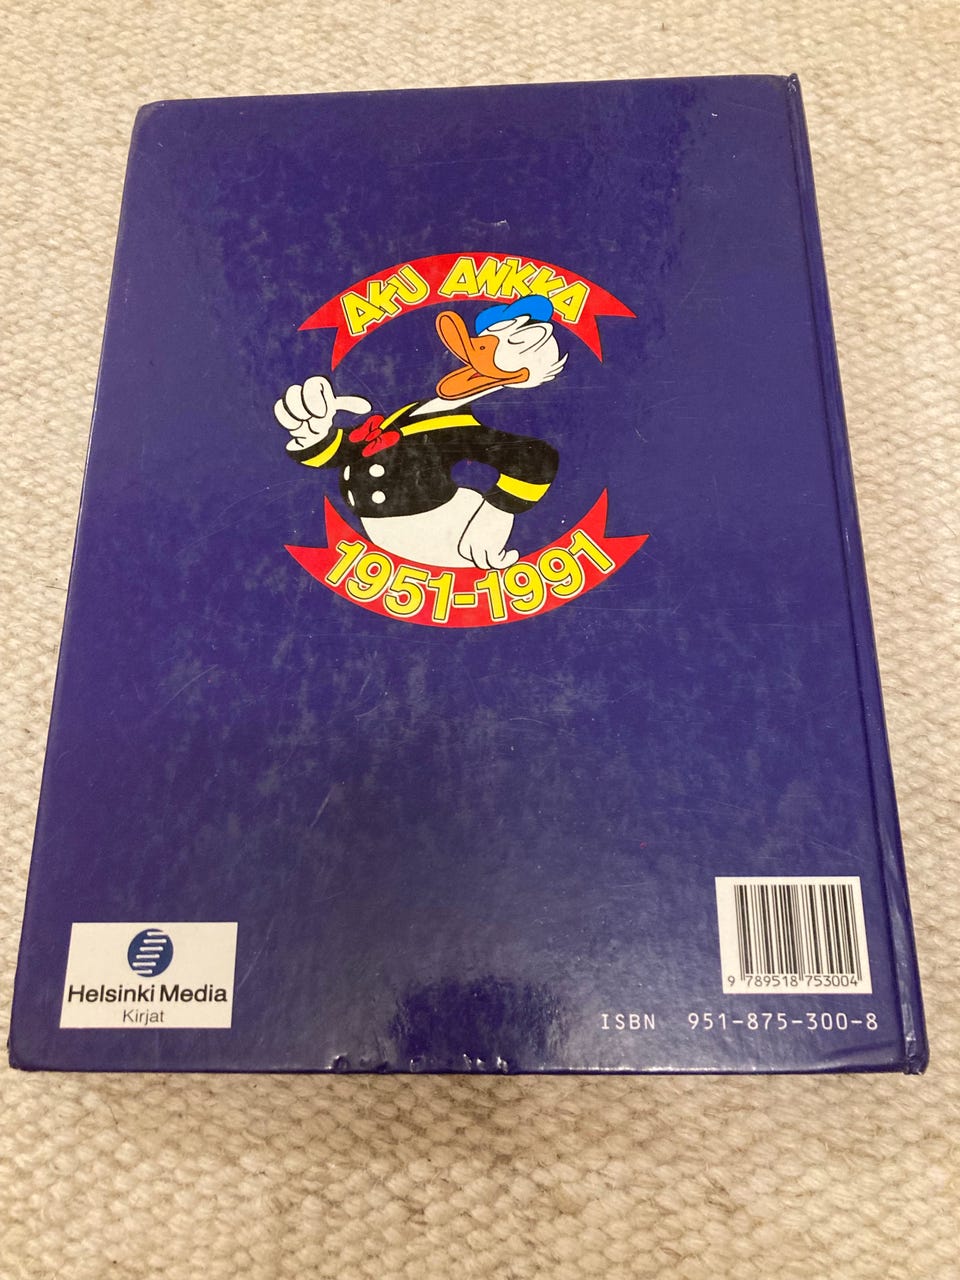 AKU ANKKA
1951-1991
9 789518 753004
Helsinki Media
Kirjat
ISBN 951-875-300-8